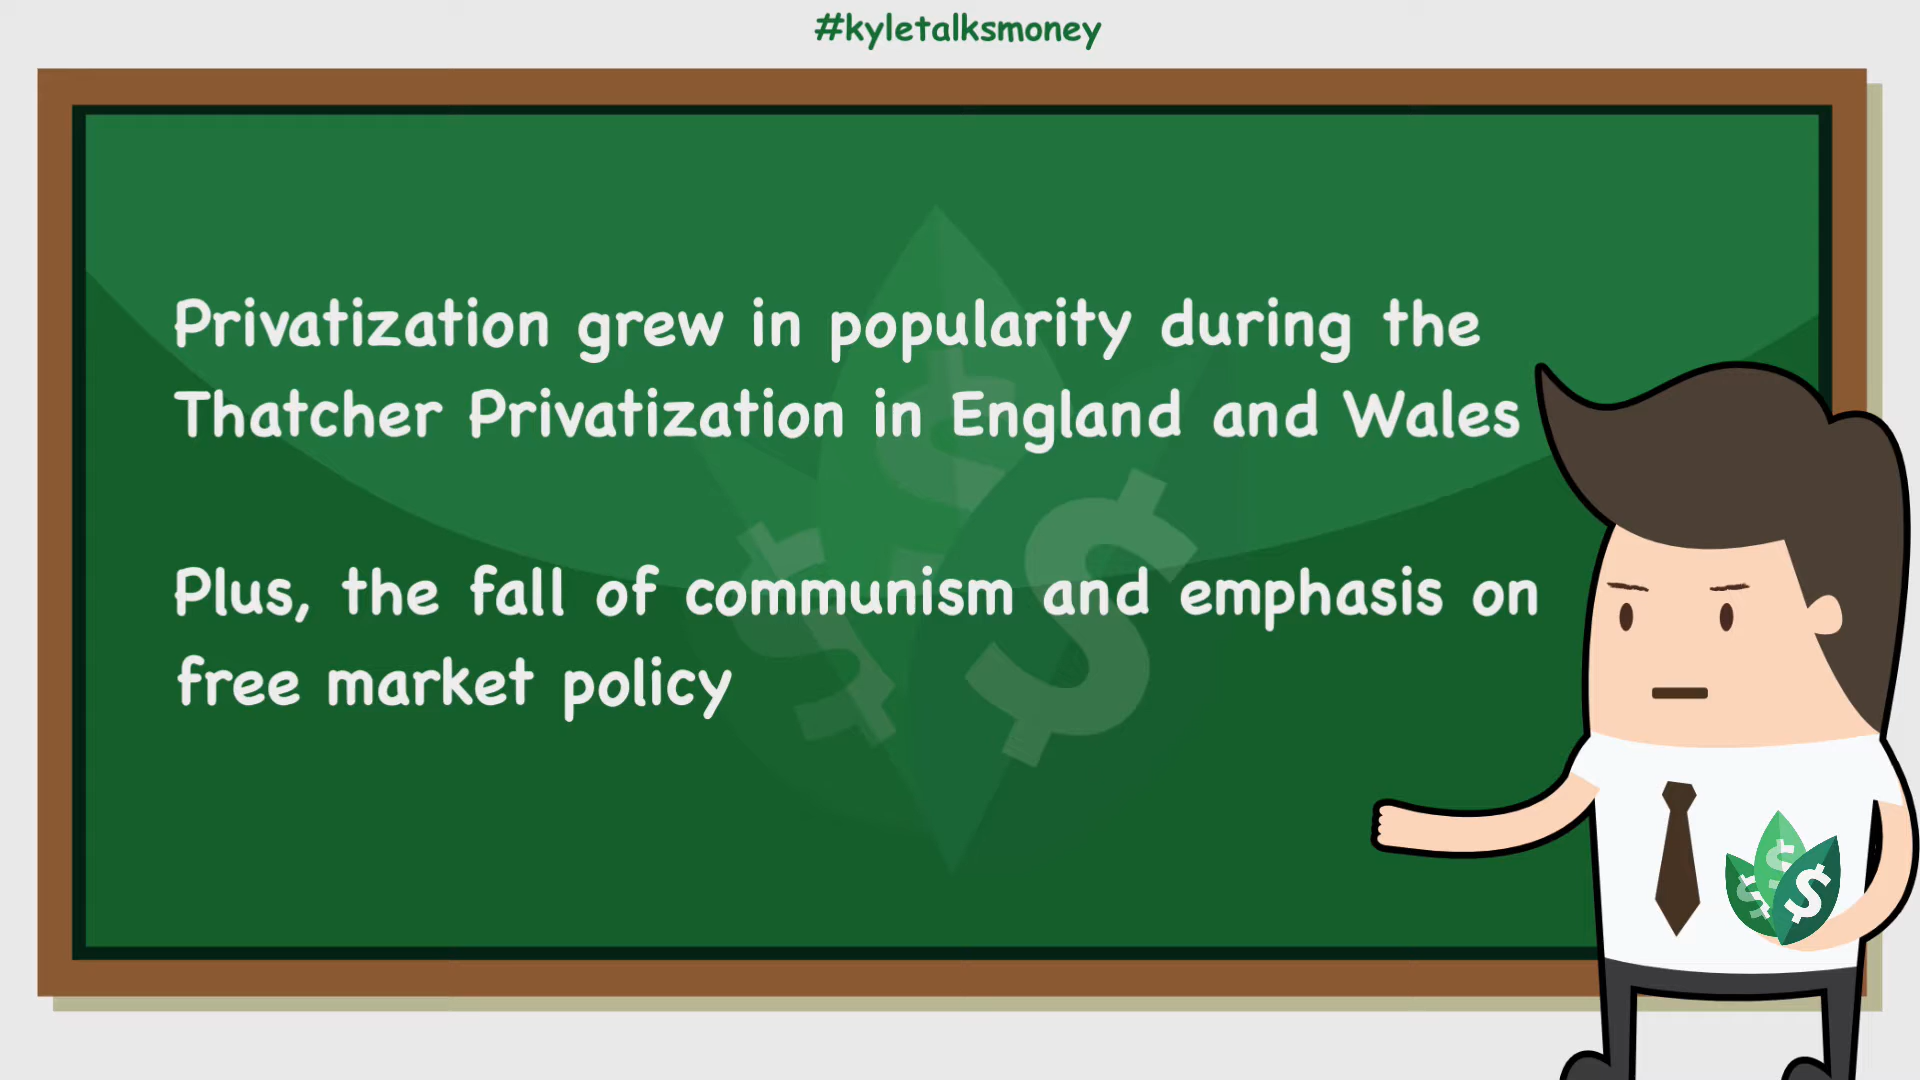 #kyletalksmoney
Privatization grew in popularity during the
Thatcher Privatization in England and Wales
Plus, the fall of communism and emphasis on
free market policy